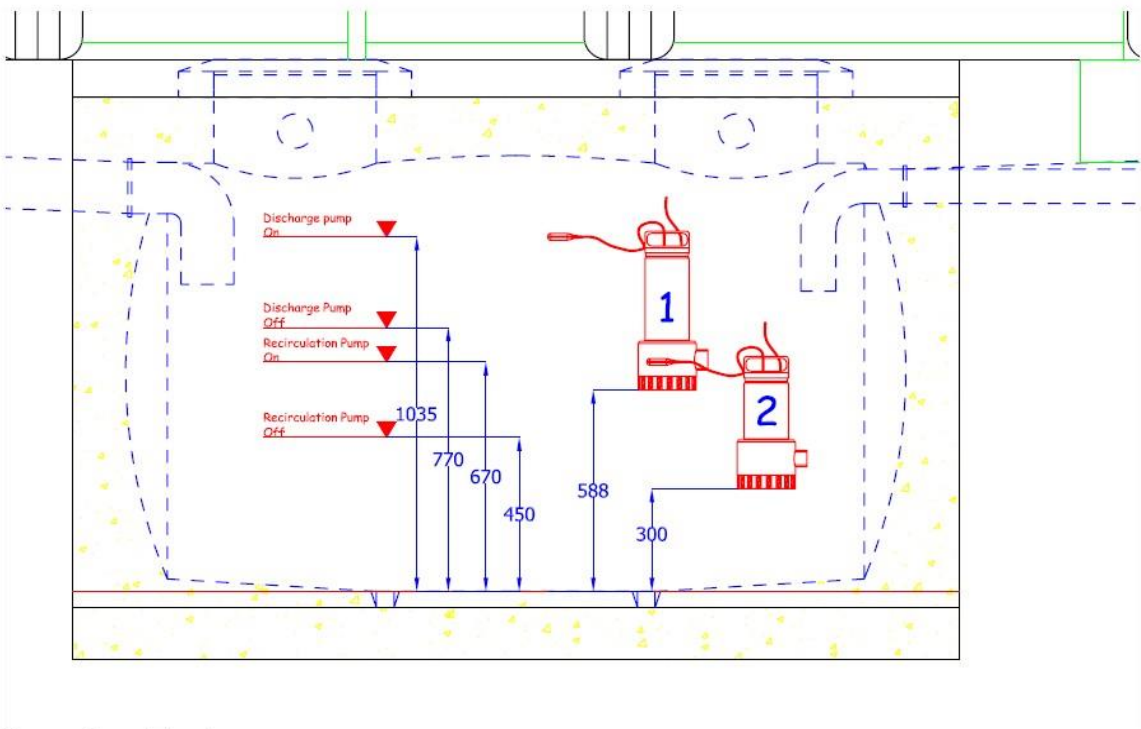 Discharge pump
On
Discharge Pump
Off
Recirculation Pump
On
Recirculation Pump
Off
1035
770
670
450
588
300
1
2